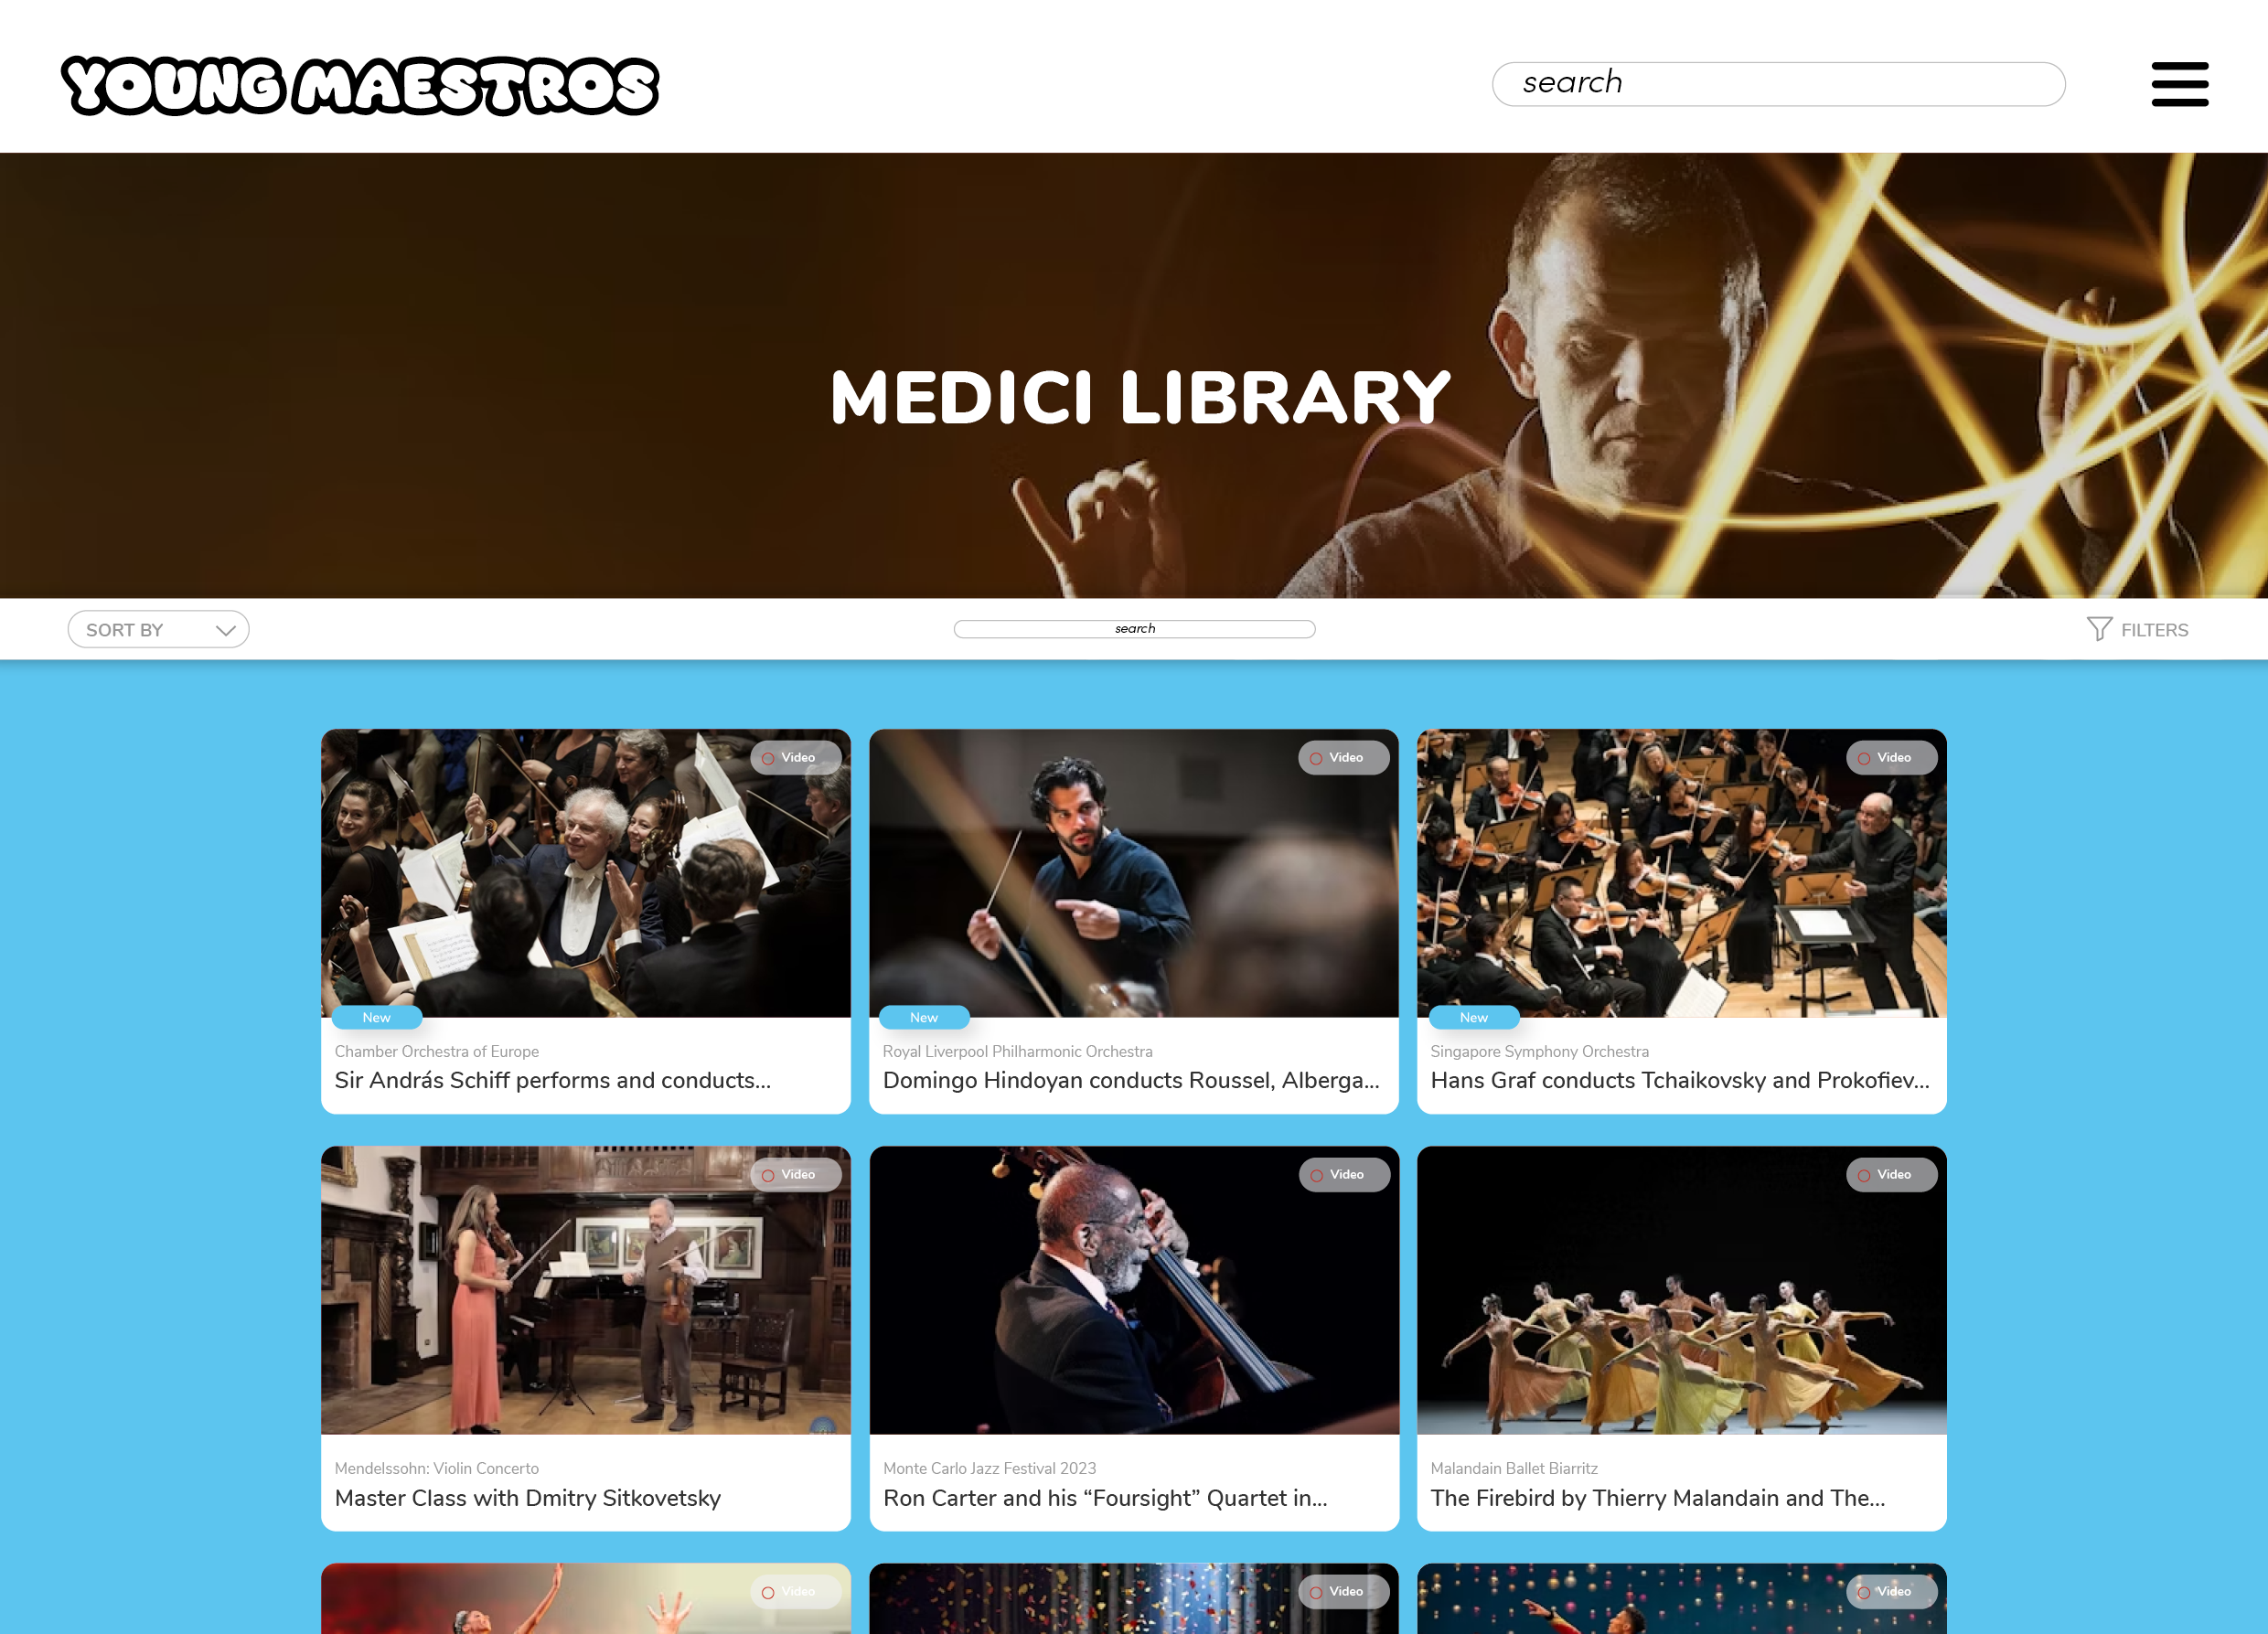 YOUNG MAESTROS
search
MEDICI LIBRARY
SORT BY
search
FILTERS
Video
Video
Video
New
New
New
Chamber Orchestra of Europe
Sir András Schiff performs and conducts...
Royal Liverpool Philharmonic Orchestra
Domingo Hindoyan conducts Roussel, Alberga...
Singapore Symphony Orchestra
Hans Graf conducts Tchaikovsky and Prokofiev...
Video
Video
Video
Mendelssohn: Violin Concerto
Master Class with Dmitry Sitkovetsky
Monte Carlo Jazz Festival 2023
Ron Carter and his “Foursight” Quartet in...
Malandain Ballet Biarritz
The Firebird by Thierry Malandain and The...
Video
Video
Video